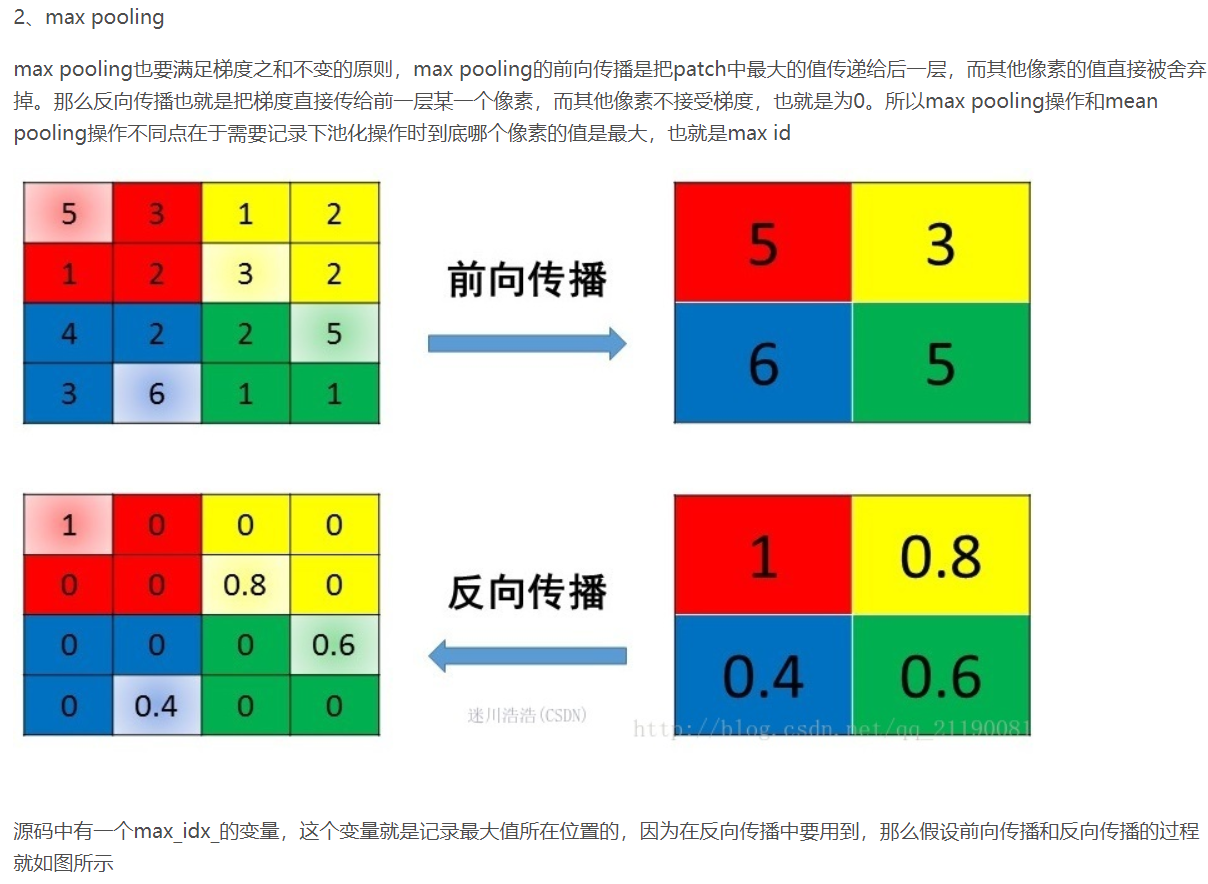 2、max pooling
max pooling也要满足梯度之和不变的原则，max pooling的前向传播是把patch中最大的值传递给后一层，而其他像素的值直接被舍弃
掉。那么反向传播也就是把梯度直接传给前一层某一个像素，而其他像素不接受梯度，也就是为0。所以max pooling操作和mean
pooling操作不同点在于需要记录下池化操作时到底哪个像素的值是最大，也就是max id
5 3 1 2
1 2 3 2
4 2 2 5
3 6 1 1
前向传播
5 3
6 5
1 0 0 0
0 0 0.8 0
0 0 0 0.6
0 0.4 0 0
反向传播
迷川浩浩(CSDN)
1 0.8
0.4 0.6
http://blog.csdn.net/qq_21190081
源码中有一个max_idx_的变量，这个变量就是记录最大值所在位置的，因为在反向传播中要用到，那么假设前向传播和反向传播的过程
就如图所示